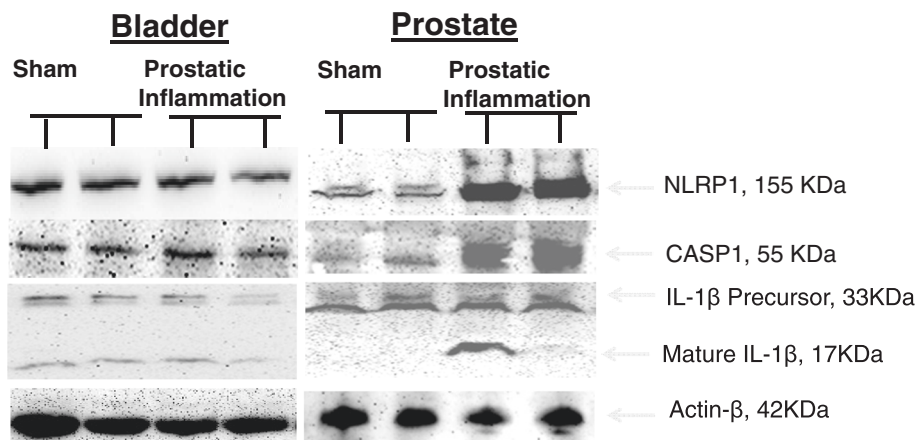 Bladder
Prostate
Sham
Prostatic
Inflammation
Sham
Prostatic
Inflammation
NLRP1, 155 KDa
CASP1, 55 KDa
IL-1β Precursor, 33KDa
Mature IL-1β, 17KDa
Actin-β, 42KDa